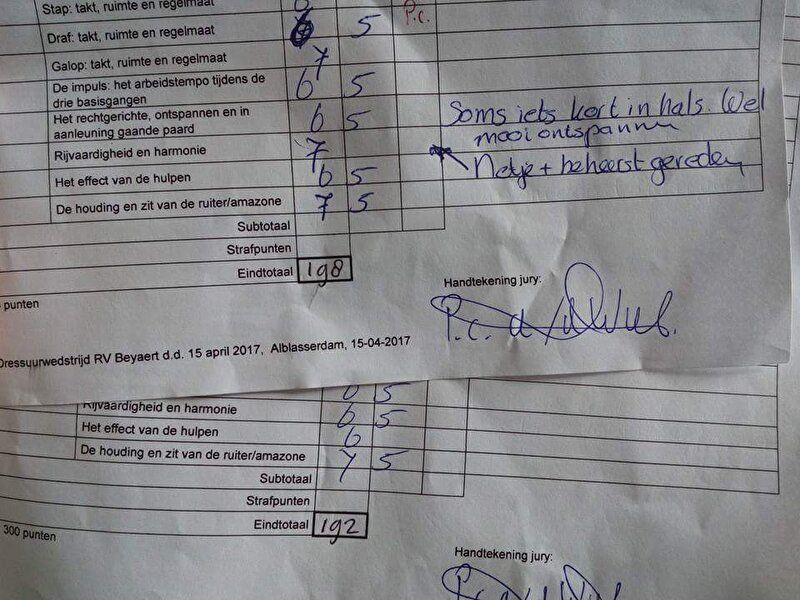 Stap: takt, ruimte en regelmaat
Draf: takt, ruimte en regelmaat 6 5 P.c.
Galop: takt, ruimte en regelmaat 7
De impuls: het arbeidstempo tijdens de
drie basisgangen 6 5
Het rechtgerichte, ontspannen en in
aanleuning gaande paard 6 5
Soms iets kort in hals. Wel
mooi ontspannen
Rijvaardigheid en harmonie 7
Netje + beheerst gereden
Het effect van de hulpen 6 5
De houding en zit van de ruiter/amazone 7 5
Subtotaal
Strafpunten
Eindtotaal 198
punten
Handtekening jury:
P.c. d
Dressuurwedstrijd RV Beyaert d.d. 15 april 2017, Alblasserdam, 15-04-2017
6 5
Rijvaardigheid en harmonie 6 5
Het effect van de hulpen 6
De houding en zit van de ruiter/amazone 7 5
Subtotaal
Strafpunten
Eindtotaal 192
300 punten
Handtekening jury: